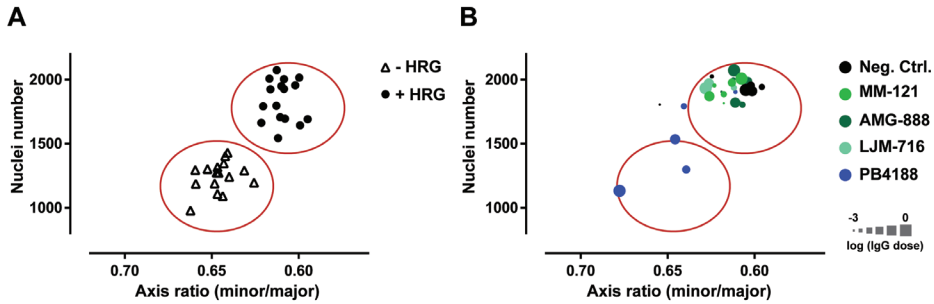 A
Nuclei number
2000
1500
1000
0.70 0.65 0.60
Axis ratio (minor/major)
- HRG
+ HRG
B
Nuclei number
2000
1500
1000
0.70 0.65 0.60
Axis ratio (minor/major)
Neg. Ctrl.
MM-121
AMG-888
LJM-716
PB4188
-3 0
log (IgG dose)